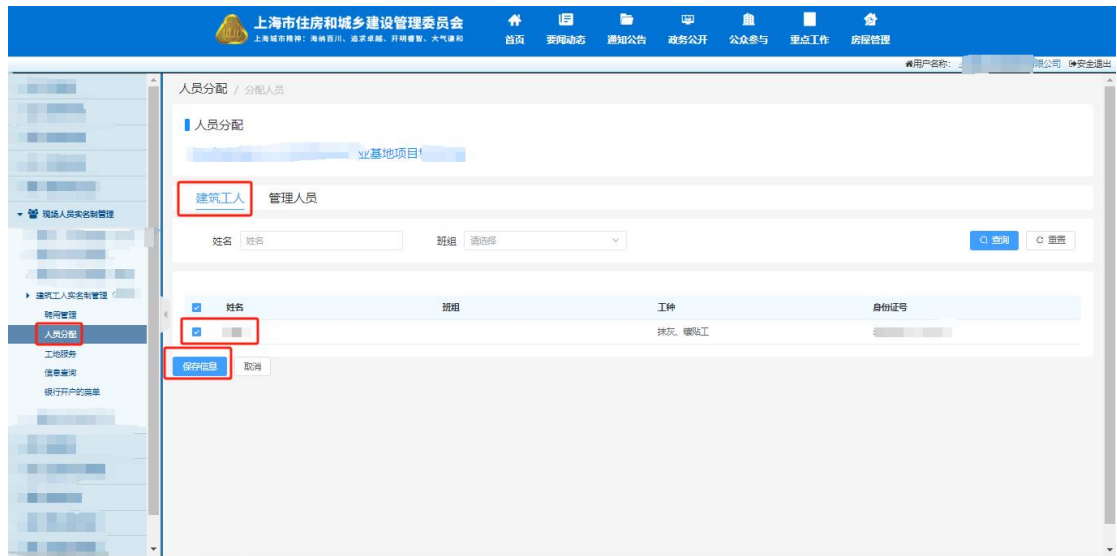 上海市住房和城乡建设管理委员会
上海城市精神：海纳百川、追求卓越、开明睿智、大气谦和
首页 要闻动态 通知公告 政务公开 公众参与 重点工作 房屋管理
用户名称： 限公司 安全退出
人员分配 / 分配人员
人员分配
业基地项目
建筑工人 管理人员
现场人员实名制管理
姓名 姓名 班组 请选择 查询 重置
建筑工人实名制管理
聘用管理
姓名 班组 工种 身份证号
人员分配
抹灰、镶贴工
工地服务
保存信息 取消
信息查询
银行开户的菜单